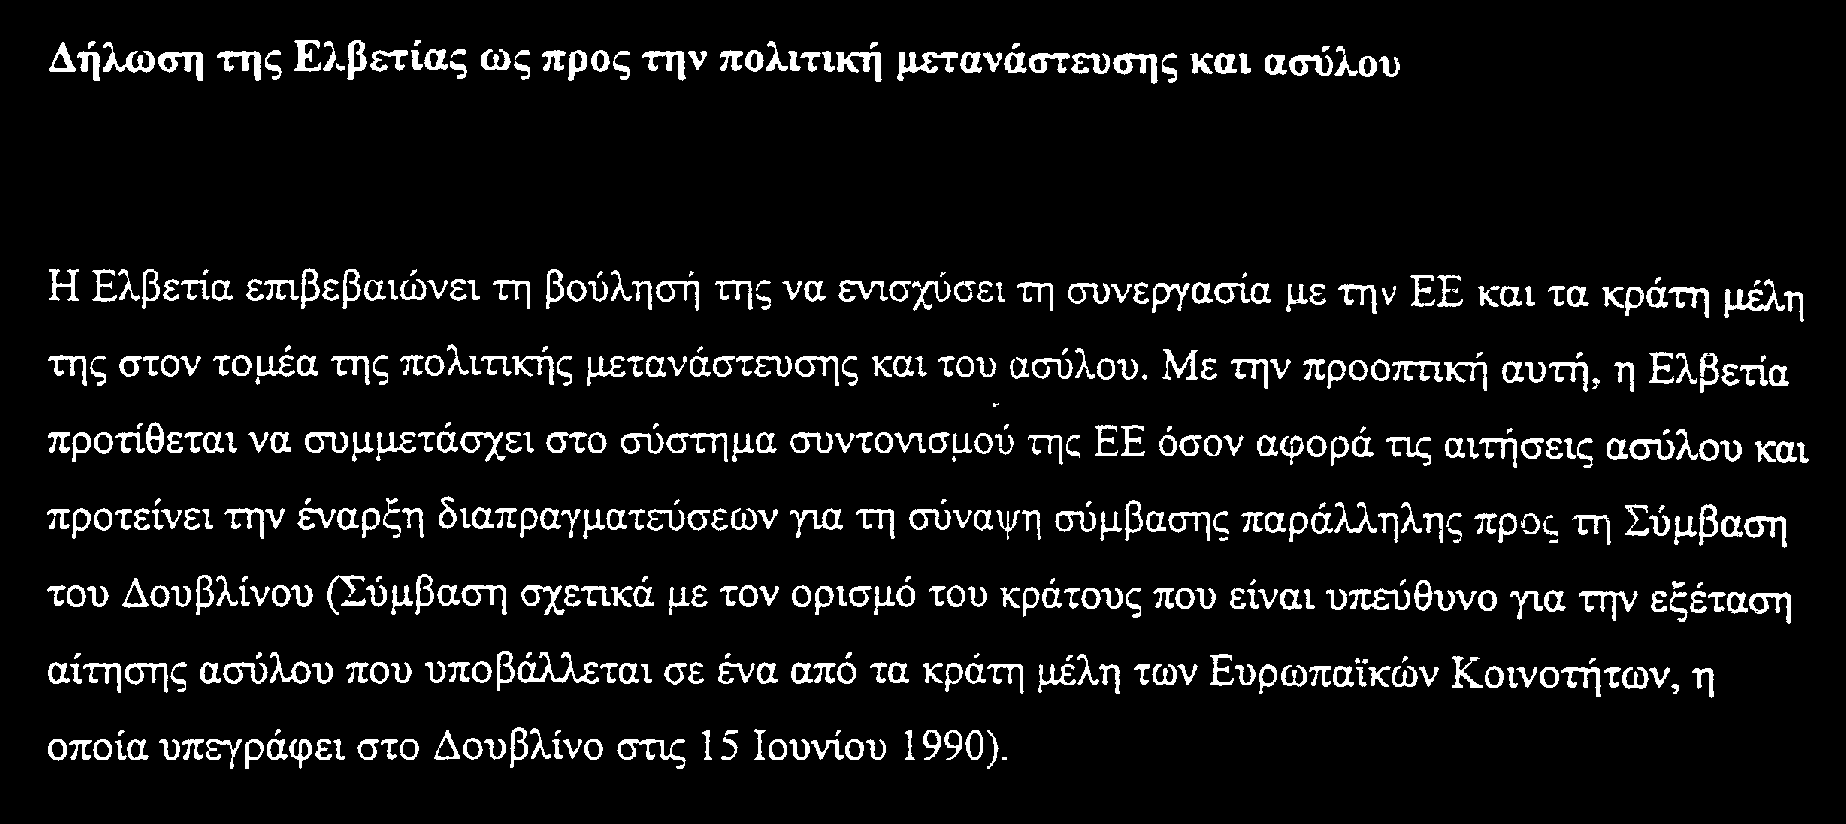 Δήλωση της Ελβετίας ως προς την πολιτική μετανάστευσης και ασύλου
Η Ελβετία επιβεβαιώνει τη βούλησή της να ενισχύσει τη συνεργασία με την ΕΕ και τα κράτη μέλη
της στον τομέα της πολιτικής μετανάστευσης και του ασύλου. Με την προοπτική αυτή, η Ελβετία
προτίθεται να συμμετάσχει στο σύστημα συντονισμού της ΕΕ όσον αφορά τις αιτήσεις ασύλου και
προτείνει την έναρξη διαπραγματεύσεων για τη σύναψη σύμβασης παράλληλης προς τη Σύμβαση
του Δουβλίνου (Σύμβαση σχετικά με τον ορισμό του κράτους που είναι υπεύθυνο για την εξέταση
αίτησης ασύλου που υποβάλλεται σε ένα από τα κράτη μέλη των Ευρωπαϊκών Κοινοτήτων, η
οποία υπεγράφει στο Δουβλίνο στις 15 Ιουνίου 1990).